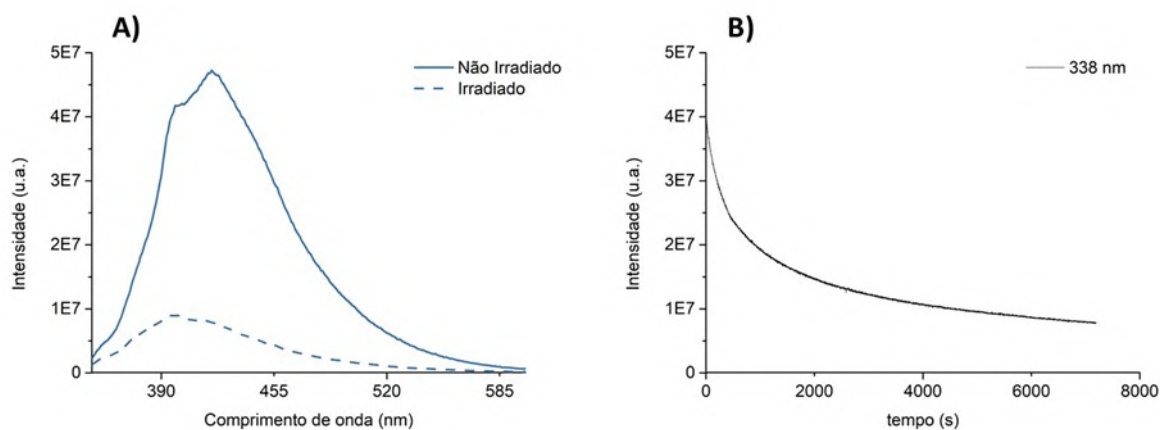 A)
5E7
4E7
3E7
2E7
1E7
0
Intensidade (u.a.)
390
455
520
585
Comprimento de onda (nm)
Não Irradiado
Irradiado
B)
5E7
4E7
3E7
2E7
1E7
0
Intensidade (u.a.)
0
2000
4000
6000
8000
tempo (s)
338 nm